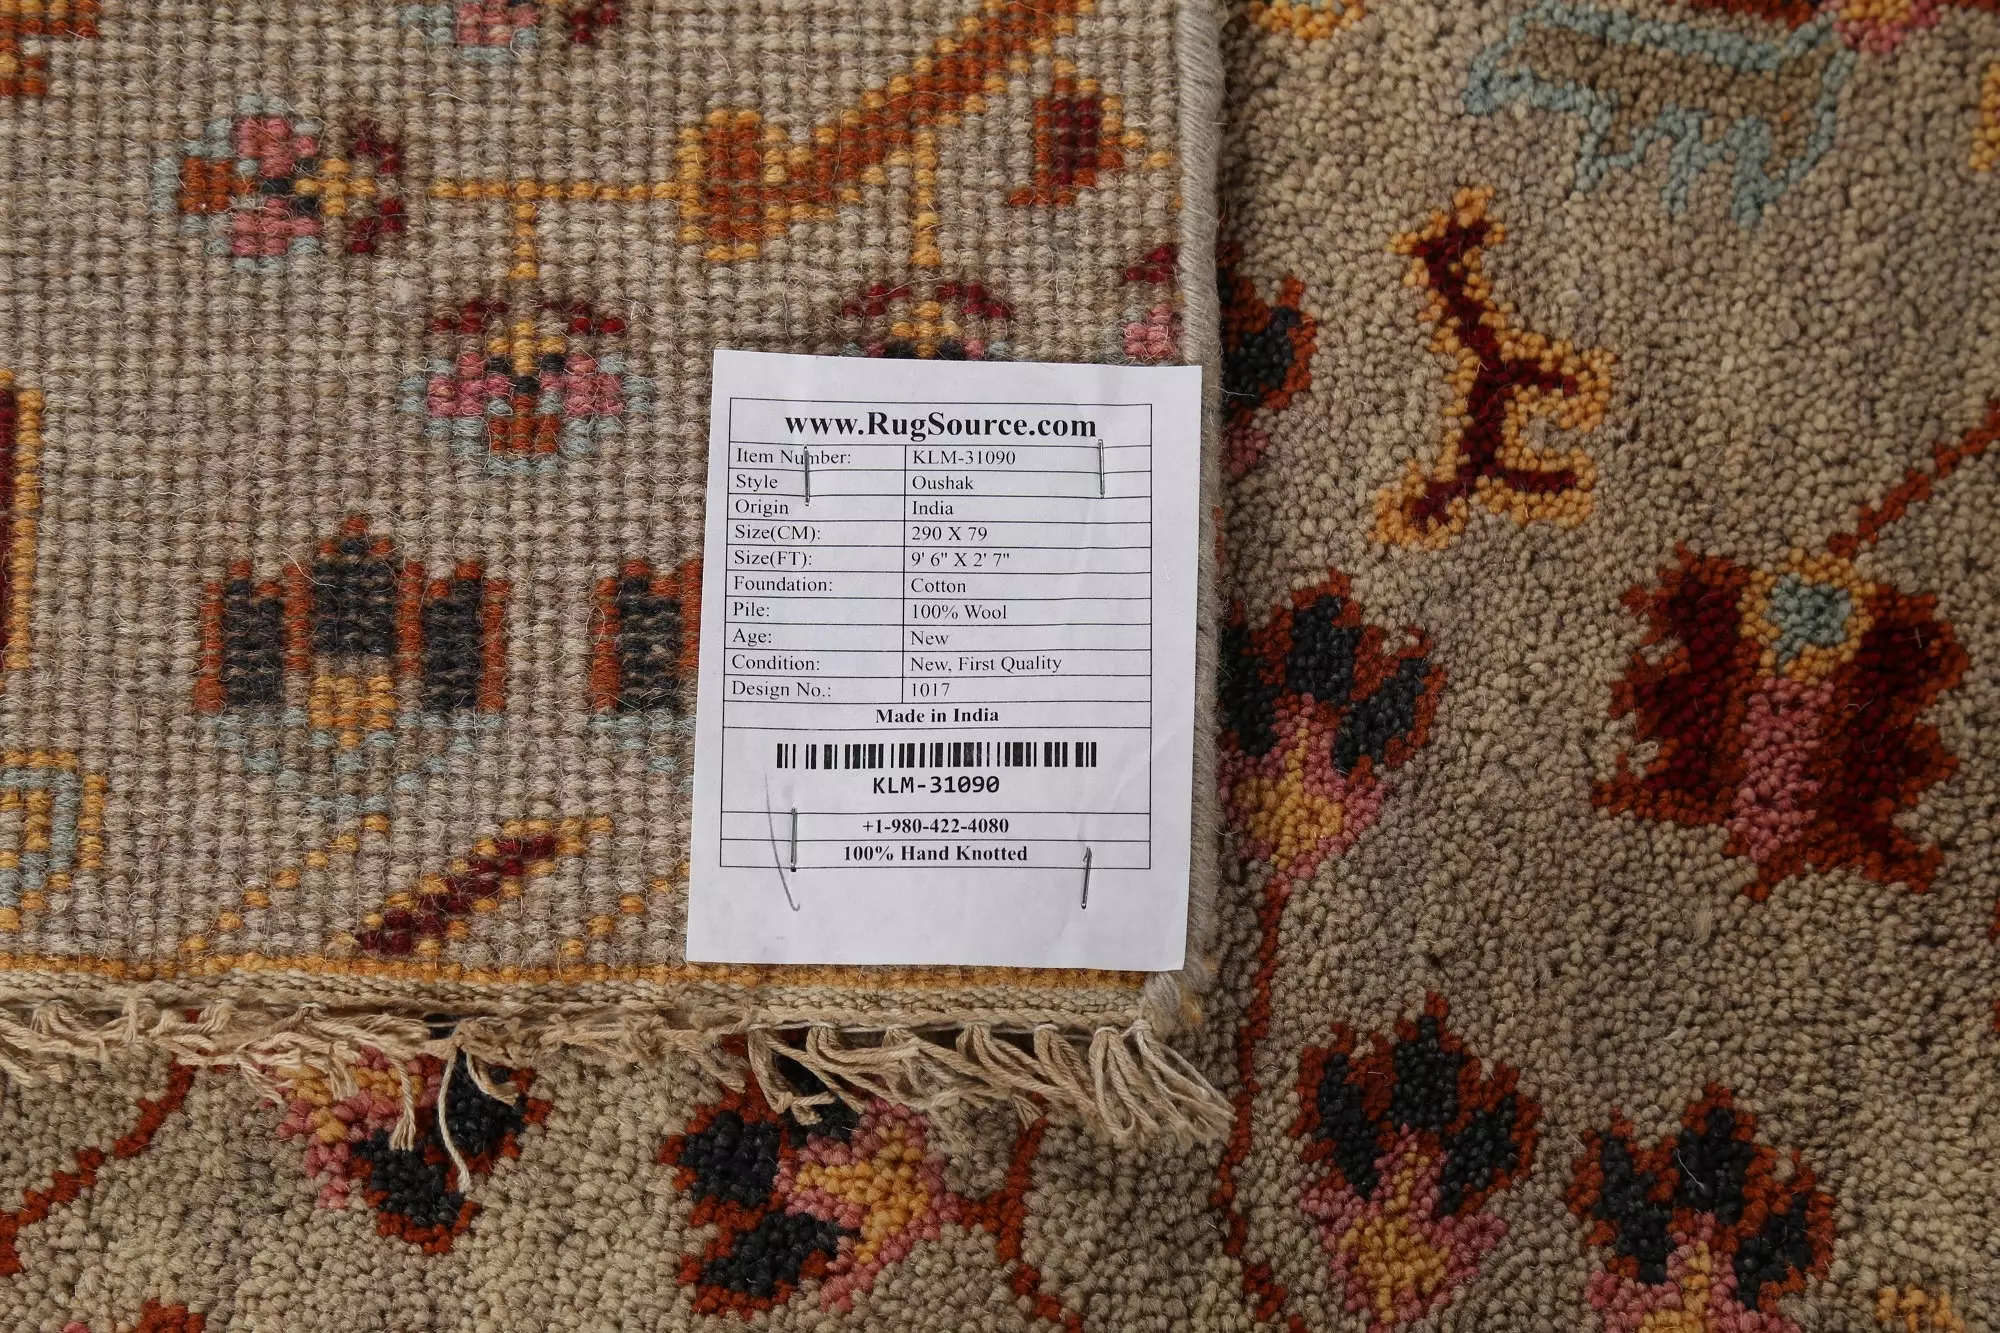 www.RugSource.com
Item Number: KLM-31090
Style Oushak
Origin India
Size(CM): 290 X 79
Size(FT): 9' 6" X 2' 7"
Foundation: Cotton
Pile: 100% Wool
Age: New
Condition: New, First Quality
Design No.: 1017
Made in India
KLM-31090
+1-980-422-4080
100% Hand Knotted